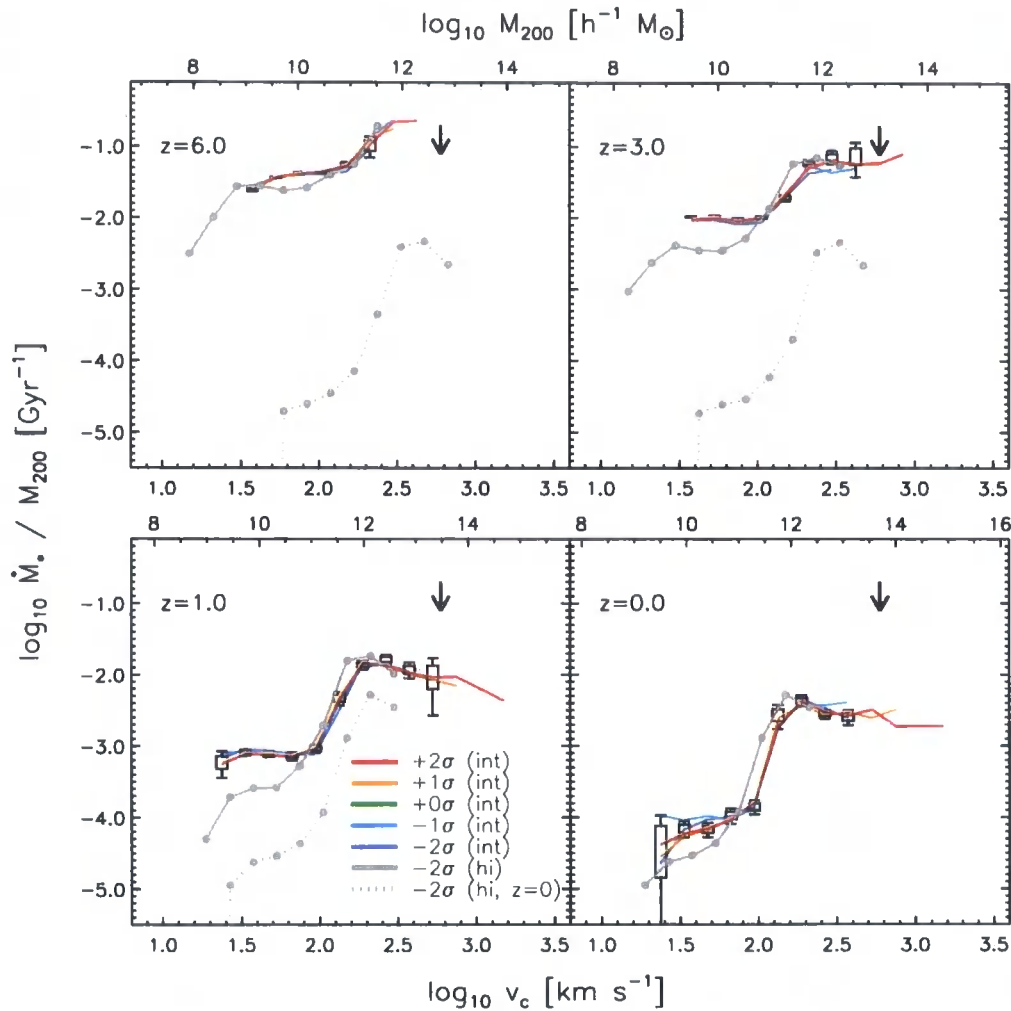 log₁₀ M₂₀₀ [h⁻¹ M☉]
8 10 12 14
8 10 12 14
z=6.0
z=3.0
-1.0
-2.0
-3.0
-4.0
-5.0
1.0 1.5 2.0 2.5 3.0 3.5
1.0 1.5 2.0 2.5 3.0 3.5
log₁₀ Ṁ* / M₂₀₀ [Gyr⁻¹]
8 10 12 14
8 10 12 14 16
z=1.0
z=0.0
-1.0
-2.0
-3.0
-4.0
-5.0
+2σ (int)
+1σ (int)
+0σ (int)
−1σ (int)
−2σ (int)
−2σ (hi)
−2σ (hi, z=0)
1.0 1.5 2.0 2.5 3.0 3.5
1.0 1.5 2.0 2.5 3.0 3.5
log₁₀ v_c [km s⁻¹]